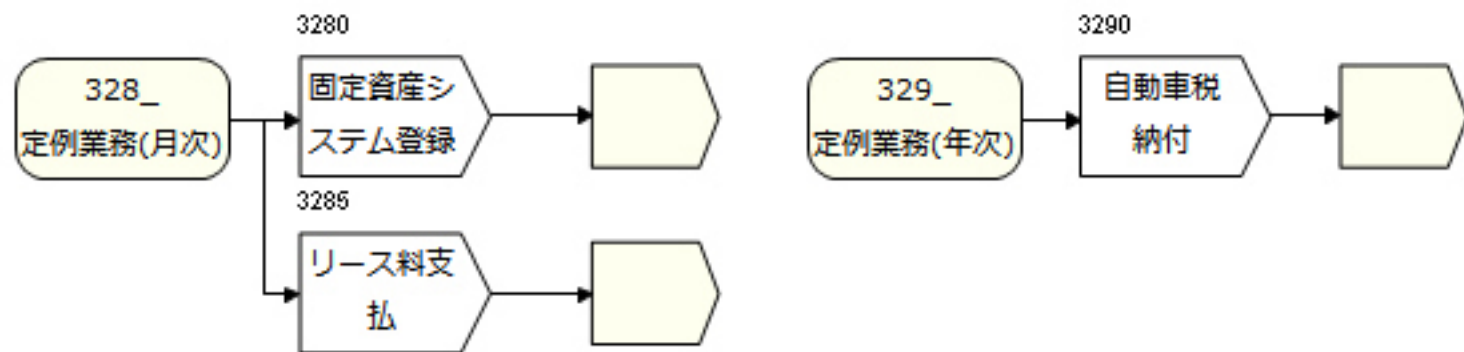 3280
328_
定例業務(月次)
固定資産シ
ステム登録
3285
リース料支
払
3290
329_
定例業務(年次)
自動車税
納付